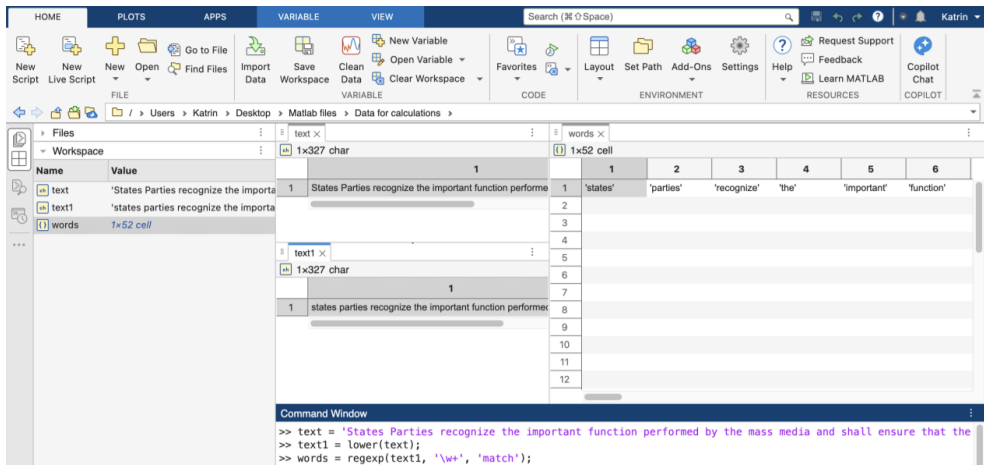 HOME PLOTS APPS VARIABLE VIEW Search (⌘⇧Space) Katrin
New Script
New Live Script
New
Open
Go to File
Find Files
FILE
Import Data
Save Workspace
Clean Data
New Variable
Open Variable
Clear Workspace
VARIABLE
Favorites
CODE
Layout
Set Path
Add-Ons
Settings
ENVIRONMENT
Help
Request Support
Feedback
Learn MATLAB
RESOURCES
Copilot Chat
COPILOT
/ › Users › Katrin › Desktop › Matlab files › Data for calculations ›
Files
Workspace
Name Value
text 'States Parties recognize the importa
text1 'states parties recognize the importa
words 1×52 cell
text ×
1×327 char
1
1 States Parties recognize the important function performe
text1 ×
1×327 char
1
1 states parties recognize the important function performed
words ×
1×52 cell
1 2 3 4 5 6
1 'states' 'parties' 'recognize' 'the' 'important' 'function'
2
3
4
5
6
7
8
9
10
11
12
Command Window
>> text = 'States Parties recognize the important function performed by the mass media and shall ensure that the
>> text1 = lower(text);
>> words = regexp(text1, '\w+', 'match');